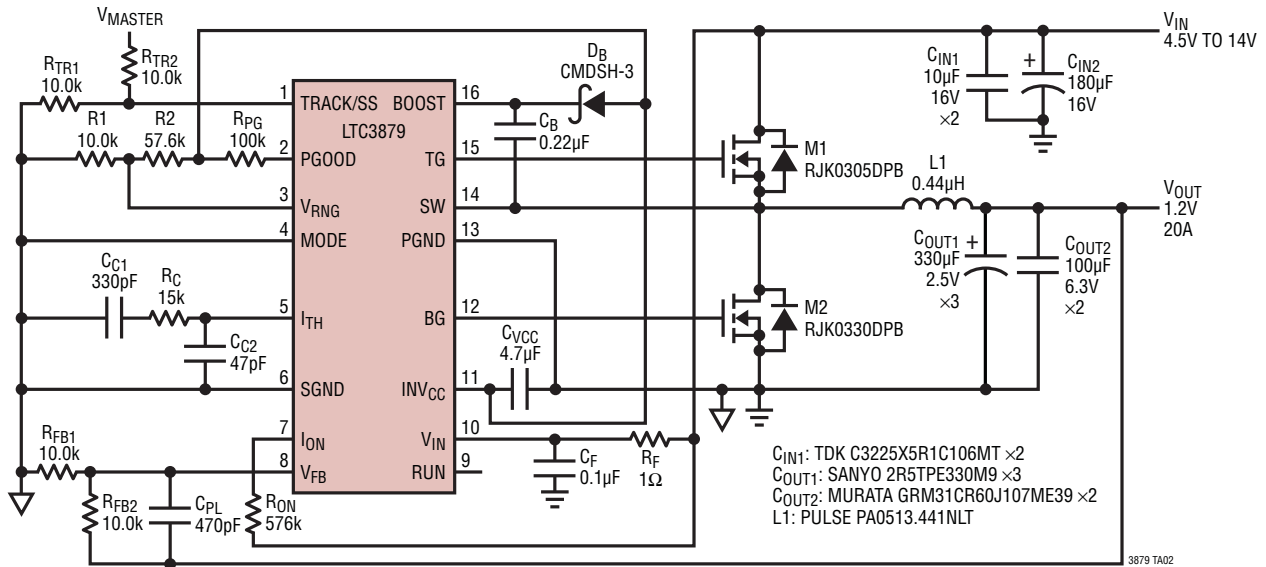 VMASTER
RTR2
10.0k
RTR1
10.0k
R1
10.0k
R2
57.6k
RPG
100k
CC1
330pF
RC
15k
CC2
47pF
RFB1
10.0k
RFB2
10.0k
CPL
470pF
RON
576k
1
2
3
4
5
6
7
8
TRACK/SS BOOST
LTC3879
PGOOD TG
VRNG SW
MODE PGND
ITH BG
SGND INVCC
ION VIN
VFB RUN
16
15
14
13
12
11
10
9
DB
CMDSH-3
CB
0.22µF
CVCC
4.7µF
CF
0.1µF
RF
1Ω
M1
RJK0305DPB
M2
RJK0330DPB
L1
0.44µH
CIN1
10µF
16V
×2
+
CIN2
180µF
16V
VIN
4.5V TO 14V
VOUT
1.2V
20A
COUT1 +
330µF
2.5V
×3
COUT2
100µF
6.3V
×2
CIN1: TDK C3225X5R1C106MT ×2
COUT1: SANYO 2R5TPE330M9 ×3
COUT2: MURATA GRM31CR60J107ME39 ×2
L1: PULSE PA0513.441NLT
3879 TA02